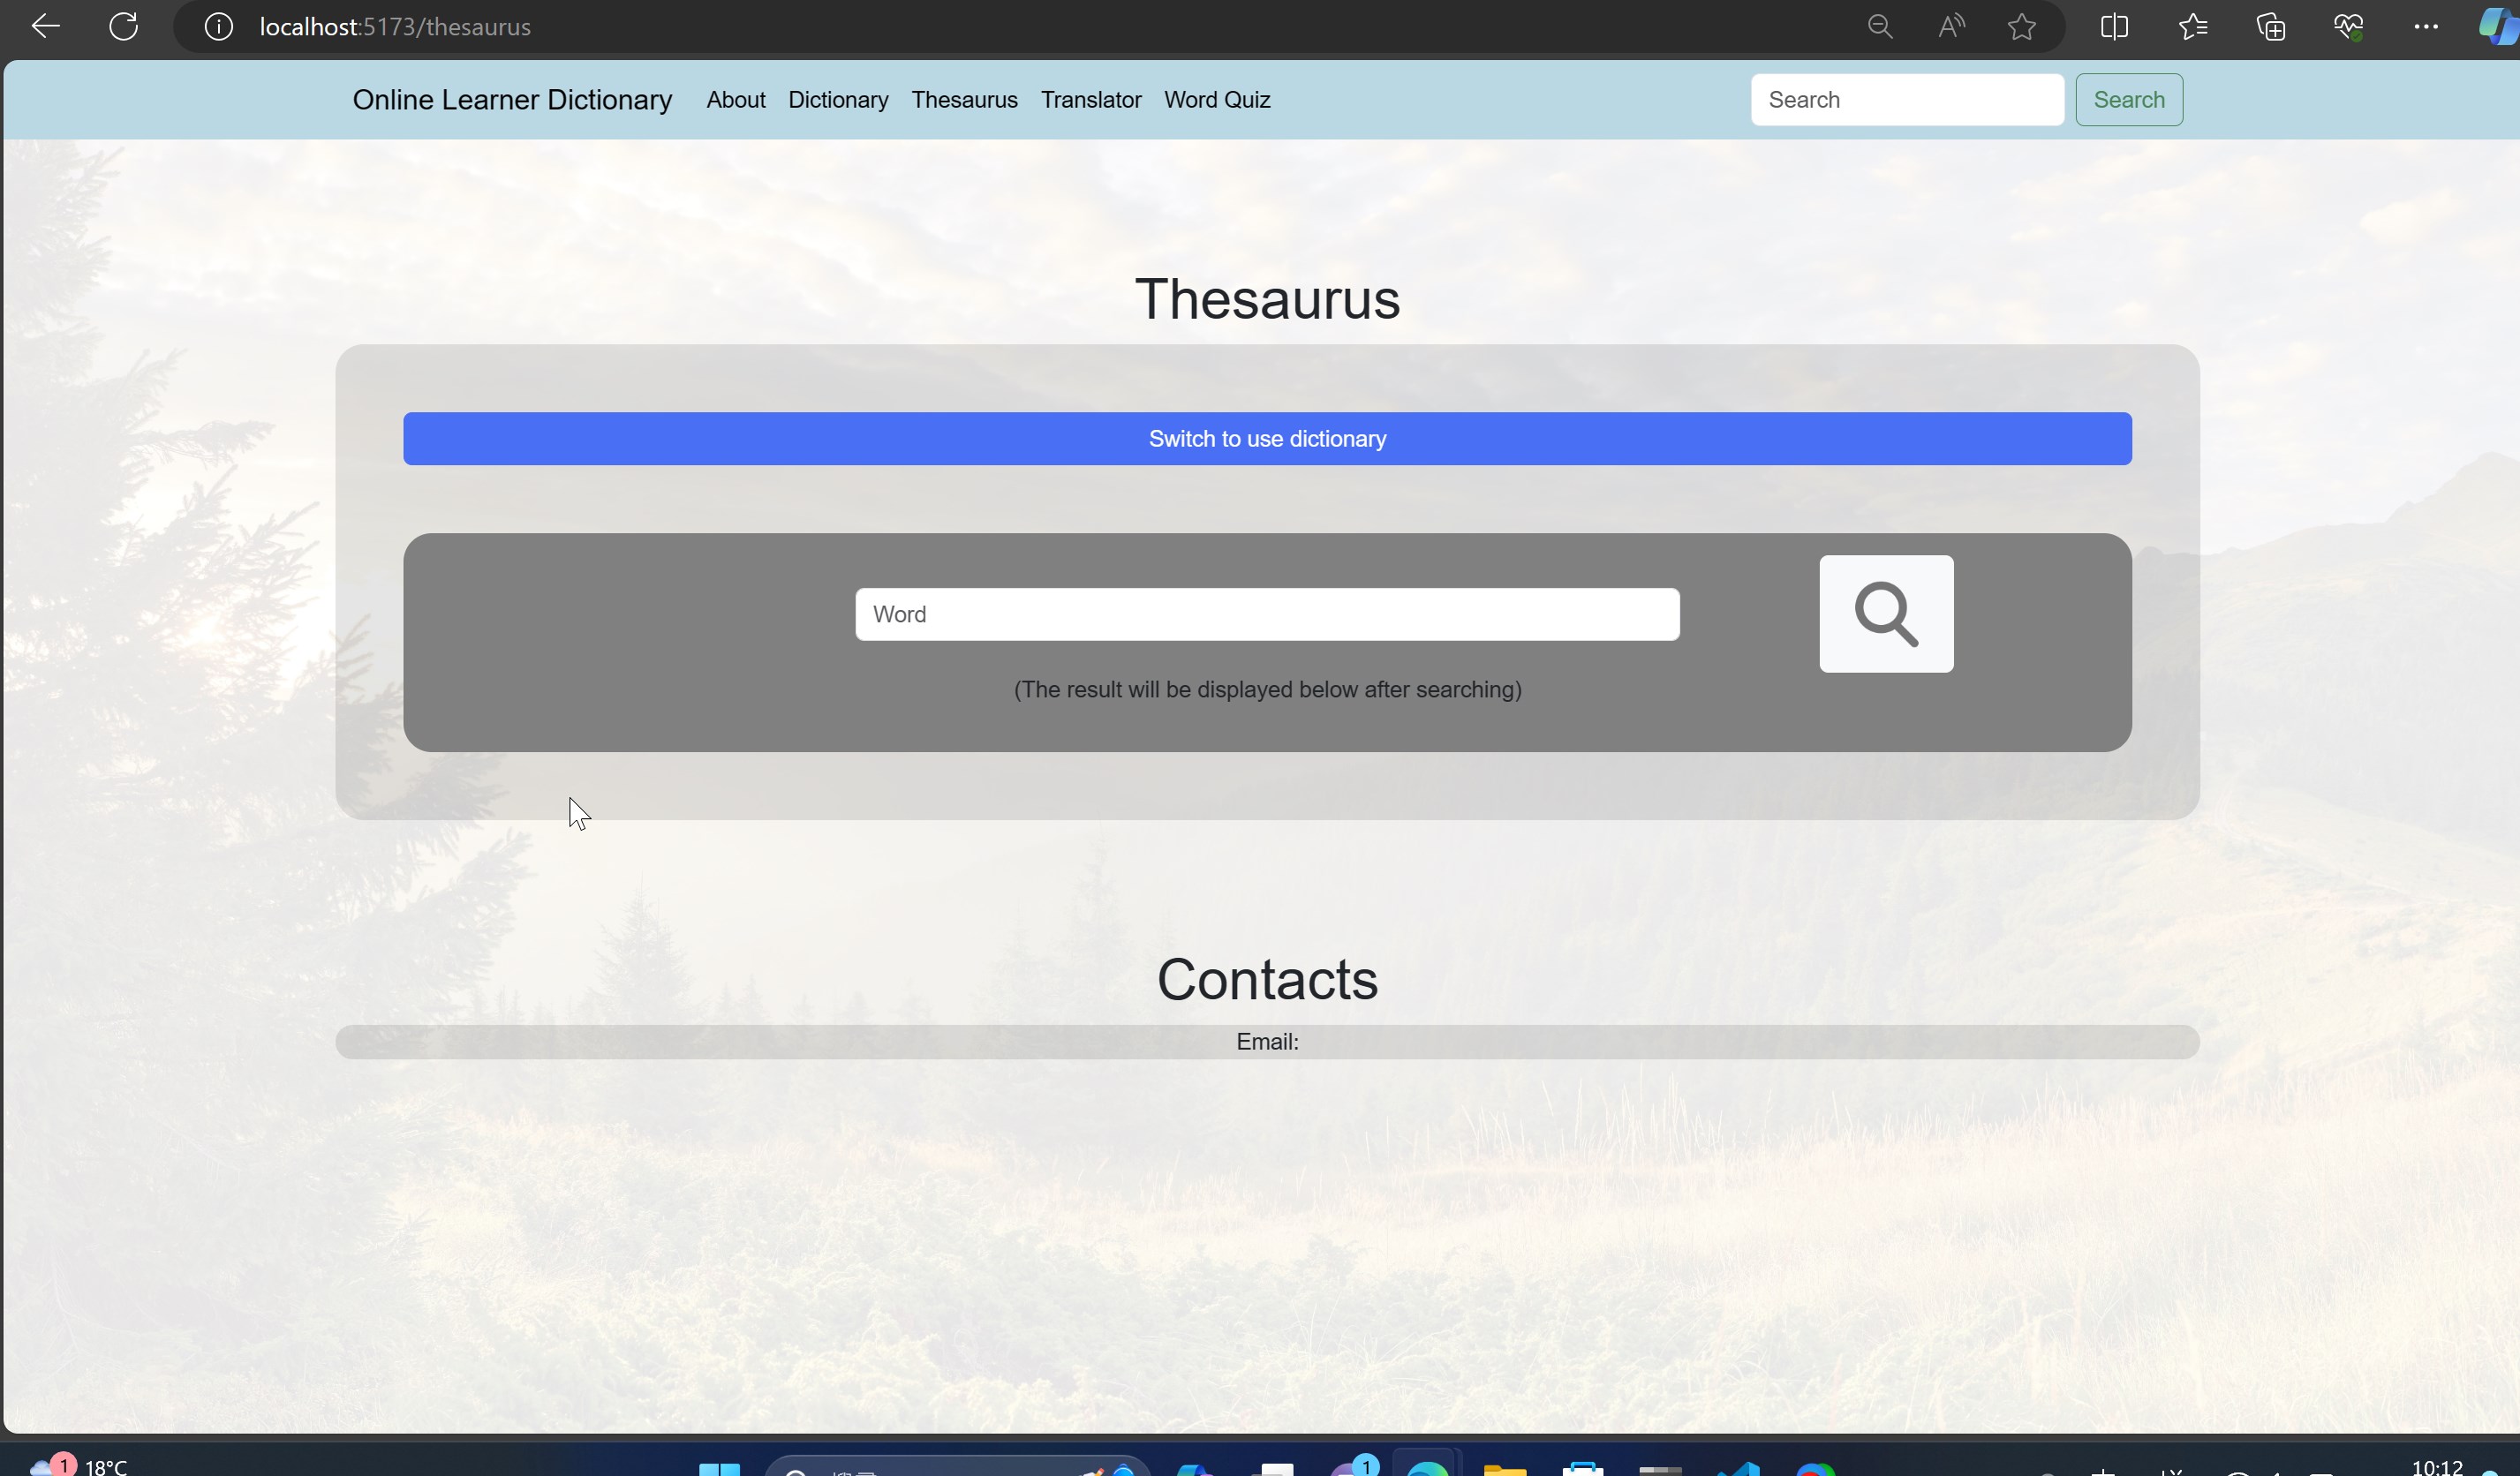 localhost:5173/thesaurus
Online Learner Dictionary About Dictionary Thesaurus Translator Word Quiz Search Search
Thesaurus
Switch to use dictionary
Word
(The result will be displayed below after searching)
Contacts
Email:
1 18°C 1 10:12